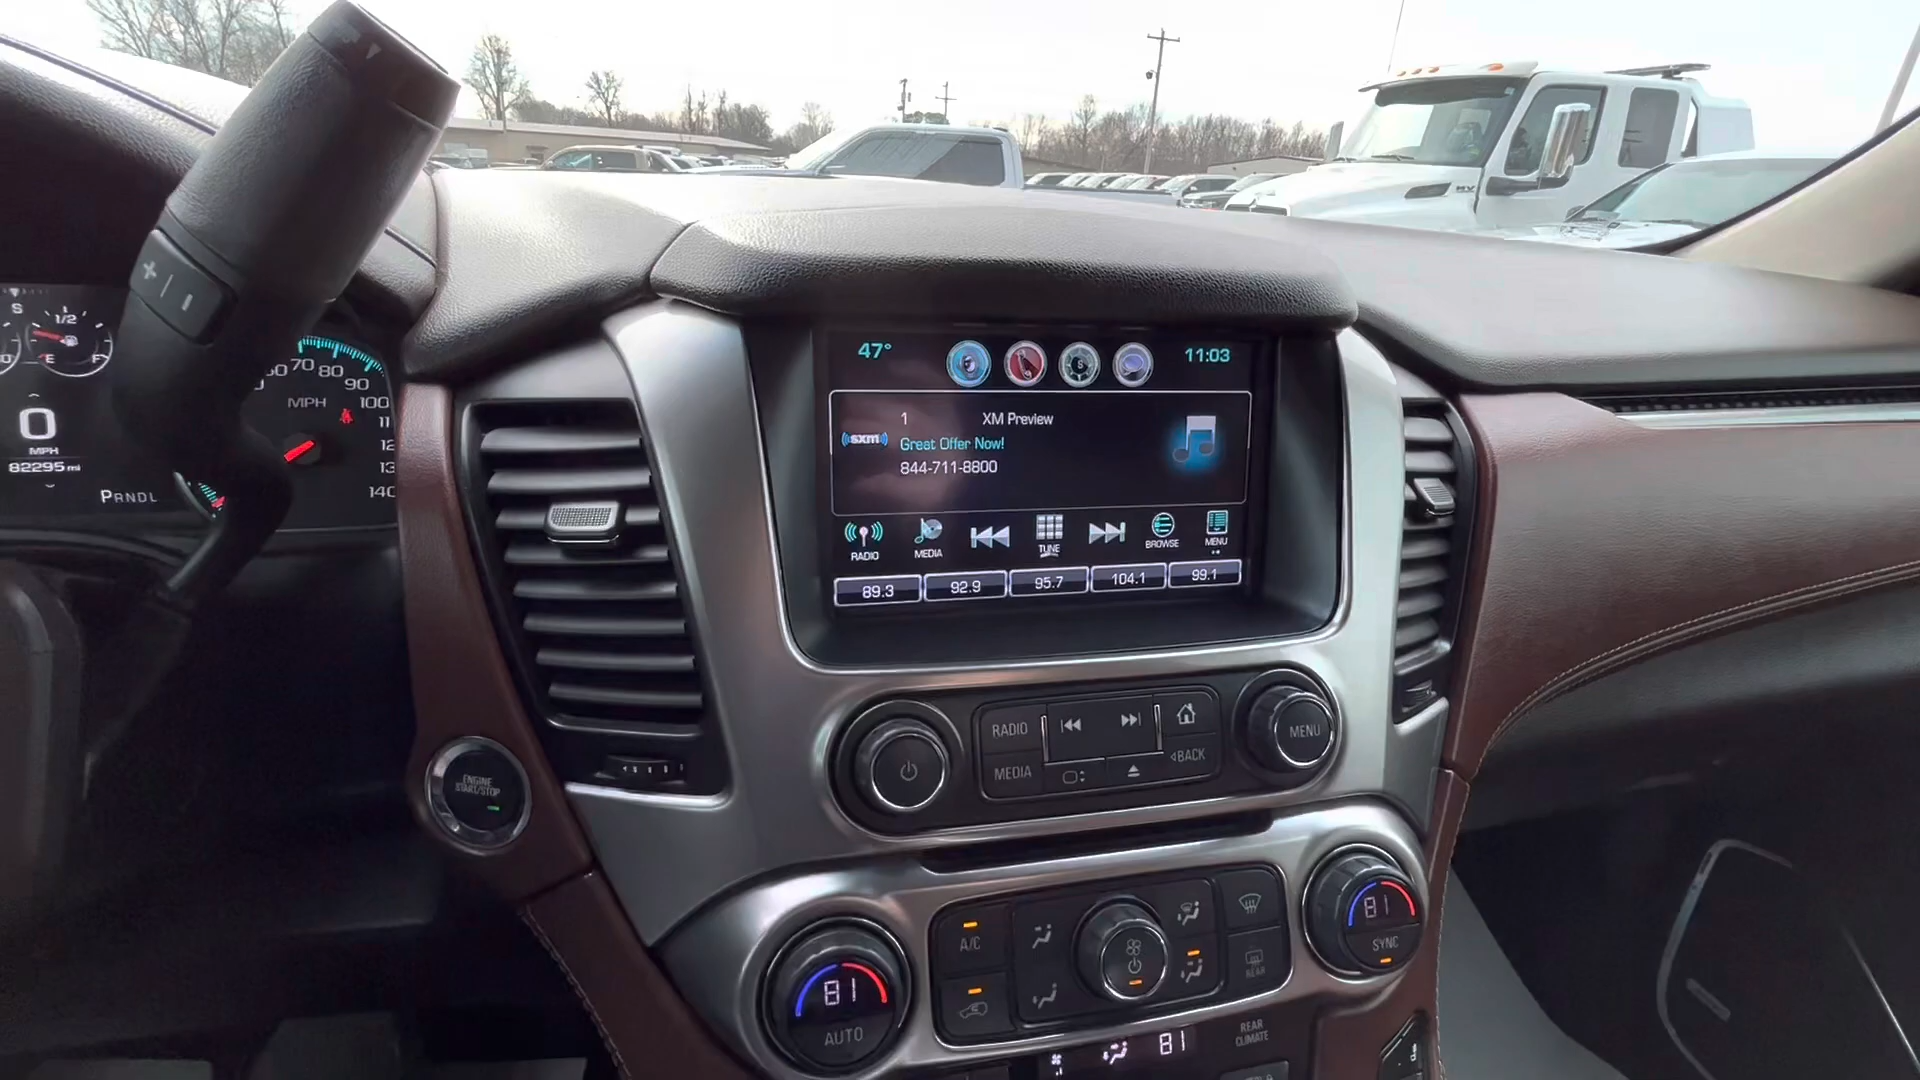 S
1/2
E
F
0
MPH
82295 mi
PRNDL
70
80
90
100
MPH
12
13
140
47°
11:03
1
XM Preview
sxm
Great Offer Now!
844-711-8800
RADIO
MEDIA
TUNE
BROWSE
MENU
89.3
92.9
95.7
104.1
99.1
RADIO
MEDIA
BACK
MENU
ENGINE
START/STOP
A/C
REAR
81
AUTO
81
SYNC
81
REAR
CLIMATE